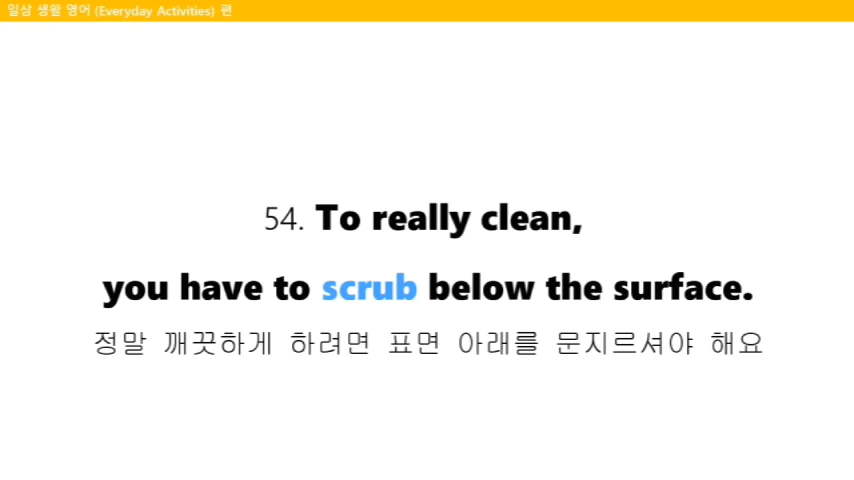 일상 생활 영어 (Everyday Activities) 편
54. To really clean,
you have to scrub below the surface.
정말 깨끗하게 하려면 표면 아래를 문지르셔야 해요